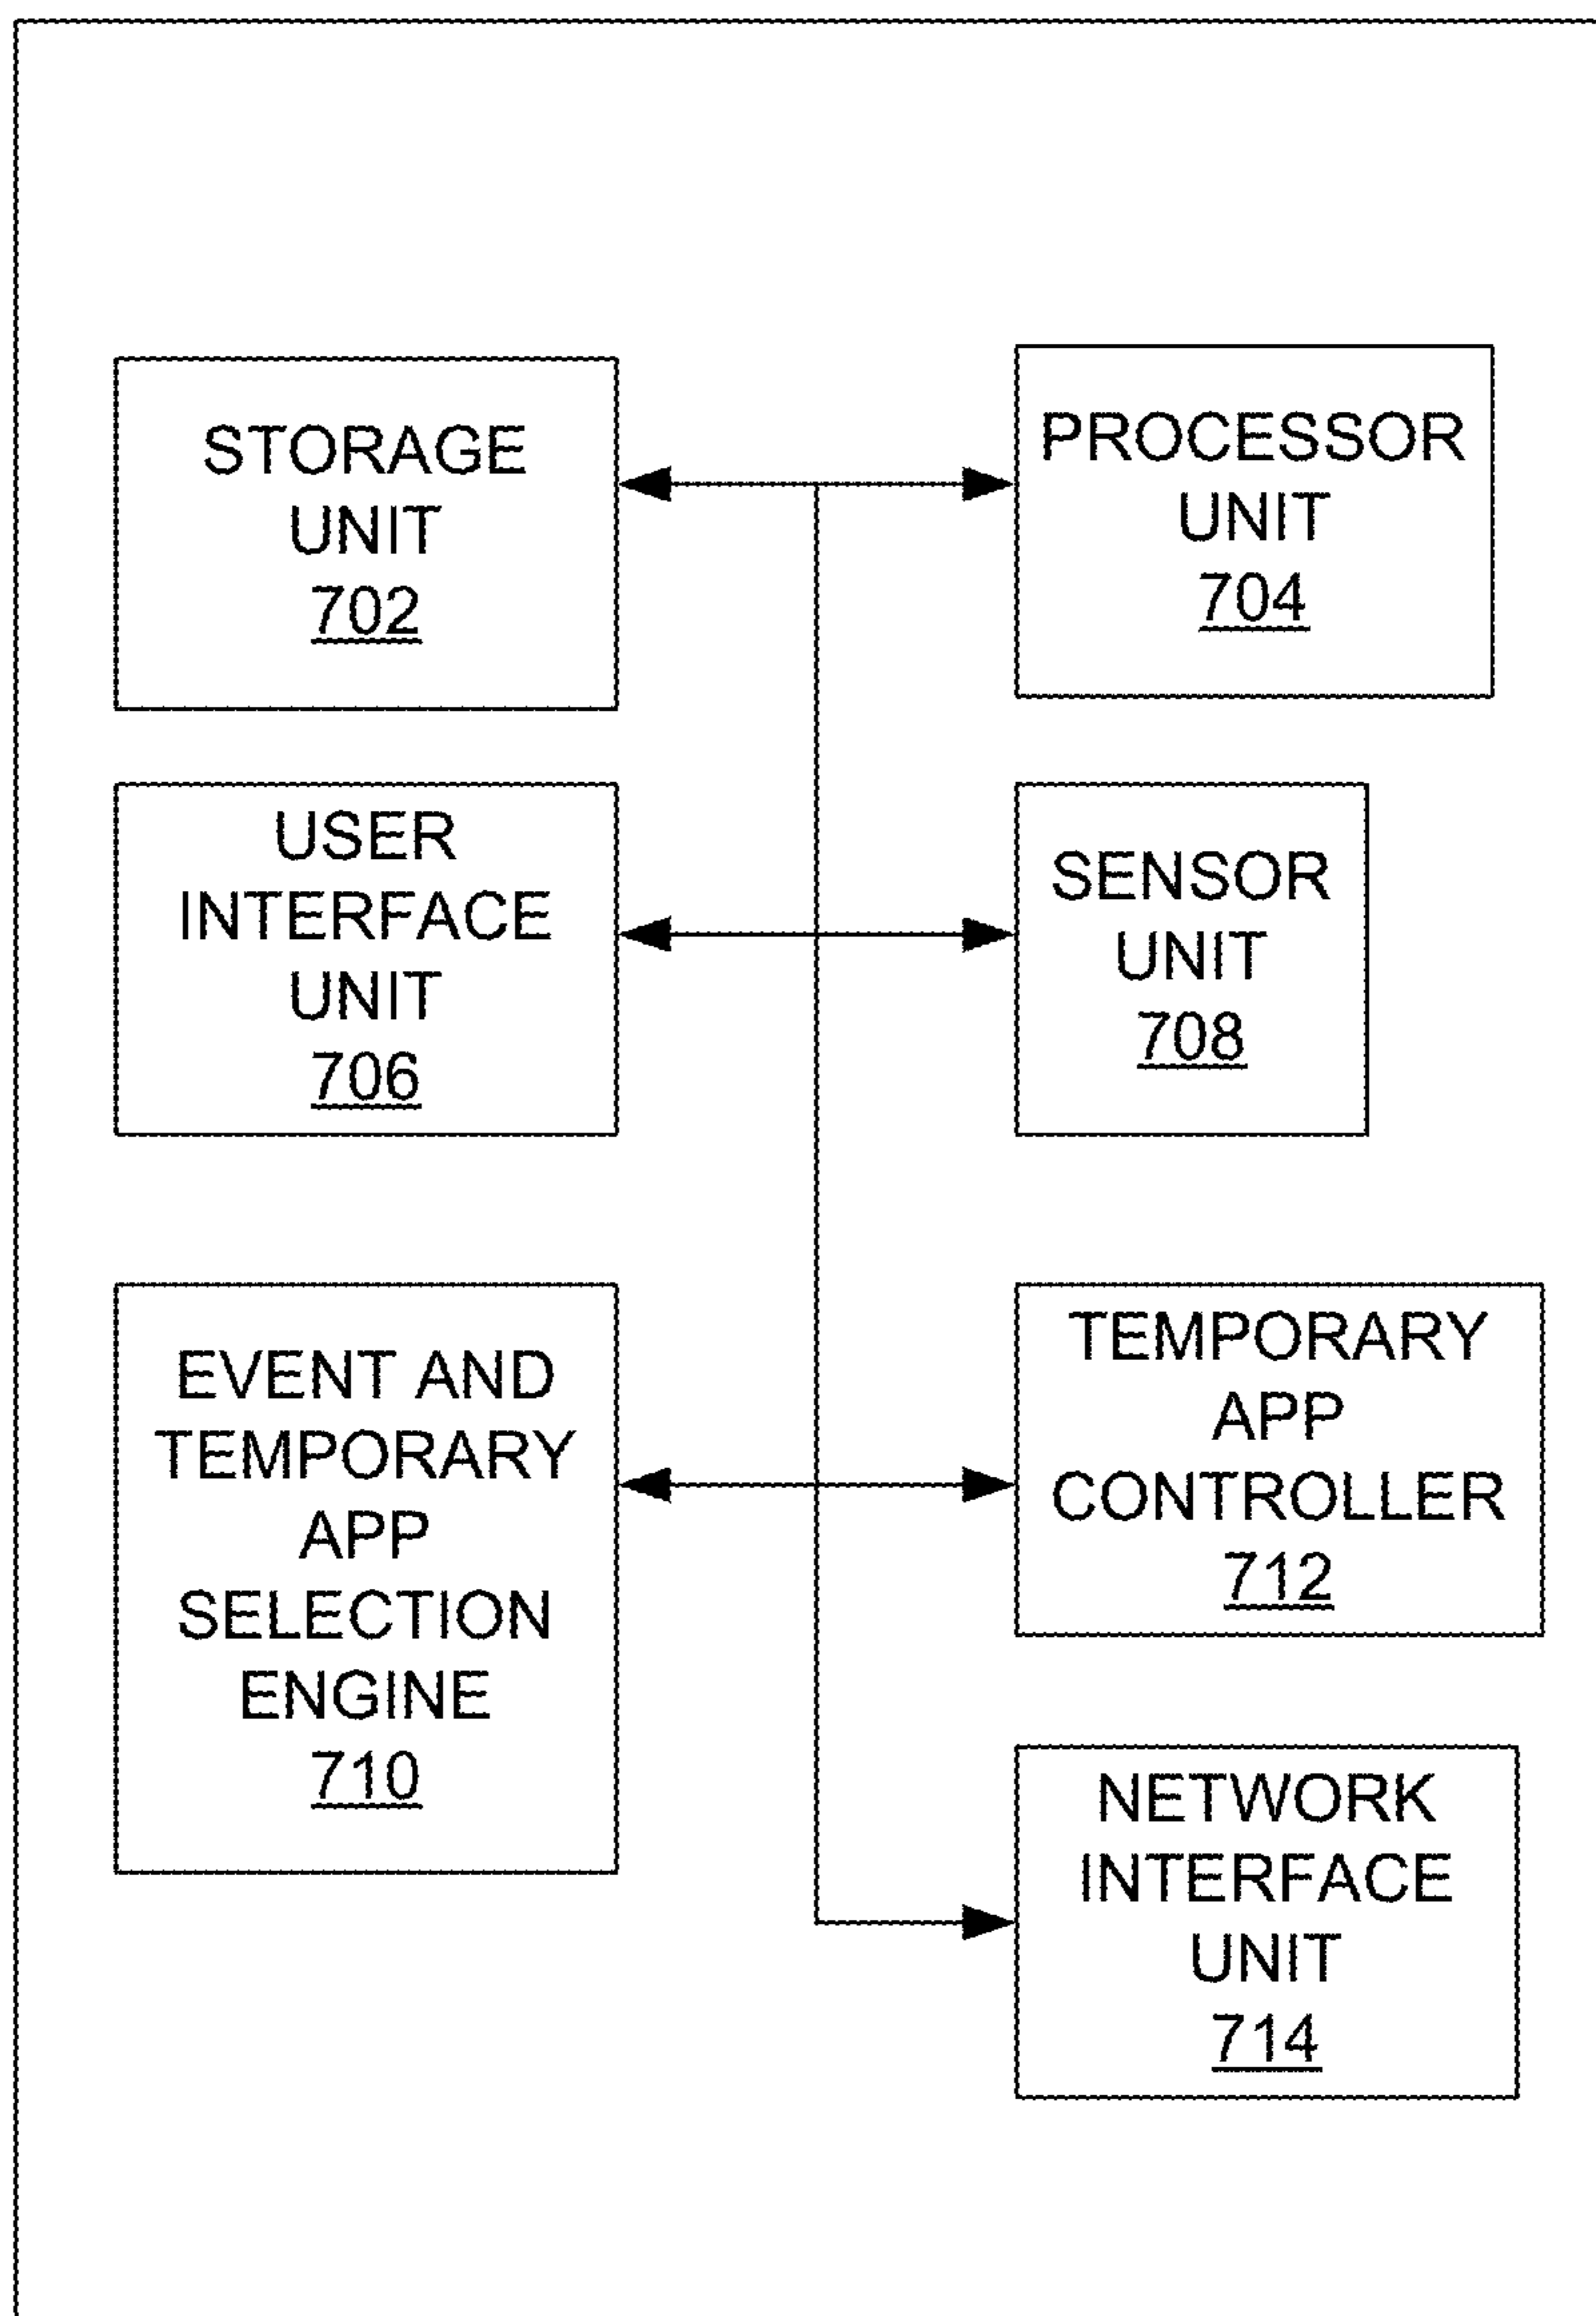 STORAGE
UNIT
702
PROCESSOR
UNIT
704
USER
INTERFACE
UNIT
706
SENSOR
UNIT
708
EVENT AND
TEMPORARY
APP
SELECTION
ENGINE
710
TEMPORARY
APP
CONTROLLER
712
NETWORK
INTERFACE
UNIT
714